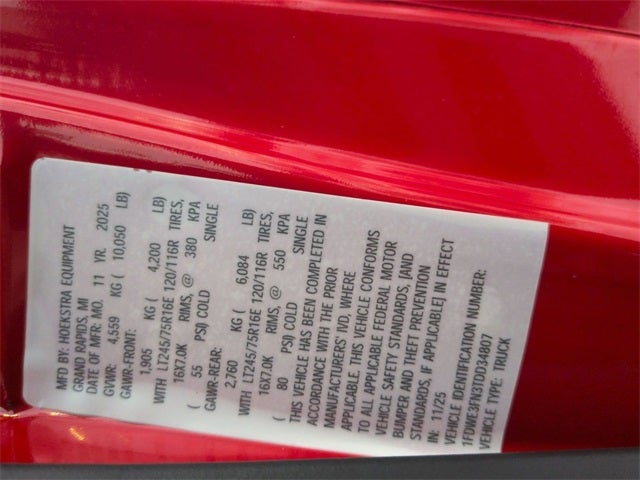 MFD BY: HOEKSTRA EQUIPMENT
GRAND RAPIDS, MI
DATE OF MFR: MO. 11 YR. 2025
GVWR: 4,559 KG ( 10,050 LB)
GAWR-FRONT:
1,905 KG ( 4,200 LB)
WITH LT245/75R16E 120/116R TIRES,
16X7.0K RIMS, @ 380 KPA
( 55 PSI) COLD SINGLE
GAWR-REAR:
2,760 KG ( 6,084 LB)
WITH LT245/75R16E 120/116R TIRES,
16X7.0K RIMS, @ 550 KPA
( 80 PSI) COLD SINGLE
THIS VEHICLE HAS BEEN COMPLETED IN
ACCORDANCE WITH THE PRIOR
MANUFACTURERS' IVD, WHERE
APPLICABLE. THIS VEHICLE CONFORMS
TO ALL APPLICABLE FEDERAL MOTOR
VEHICLE SAFETY STANDARDS, [AND
BUMPER AND THEFT PREVENTION
STANDARDS, IF APPLICABLE] IN EFFECT
IN: 11/25
VEHICLE IDENTIFICATION NUMBER:
1FDWE3FN3TDD34807
VEHICLE TYPE: TRUCK